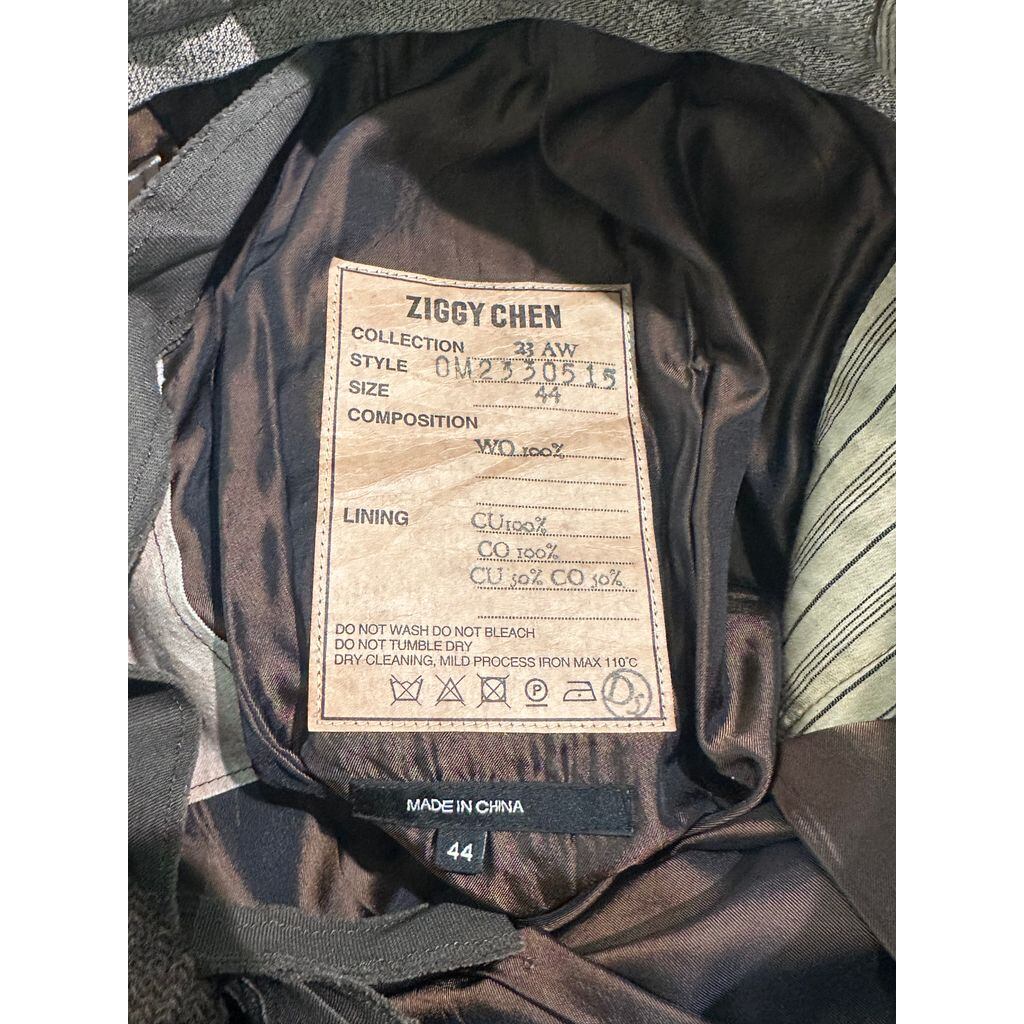 ZIGGY CHEN
COLLECTION 23 AW
STYLE 0M2330515
SIZE 44
COMPOSITION
WO 100%
LINING CU100%
CO 100%
CU 50% CO 50%
DO NOT WASH DO NOT BLEACH
DO NOT TUMBLE DRY
DRY CLEANING, MILD PROCESS IRON MAX 110°C
P
MADE IN CHINA
44